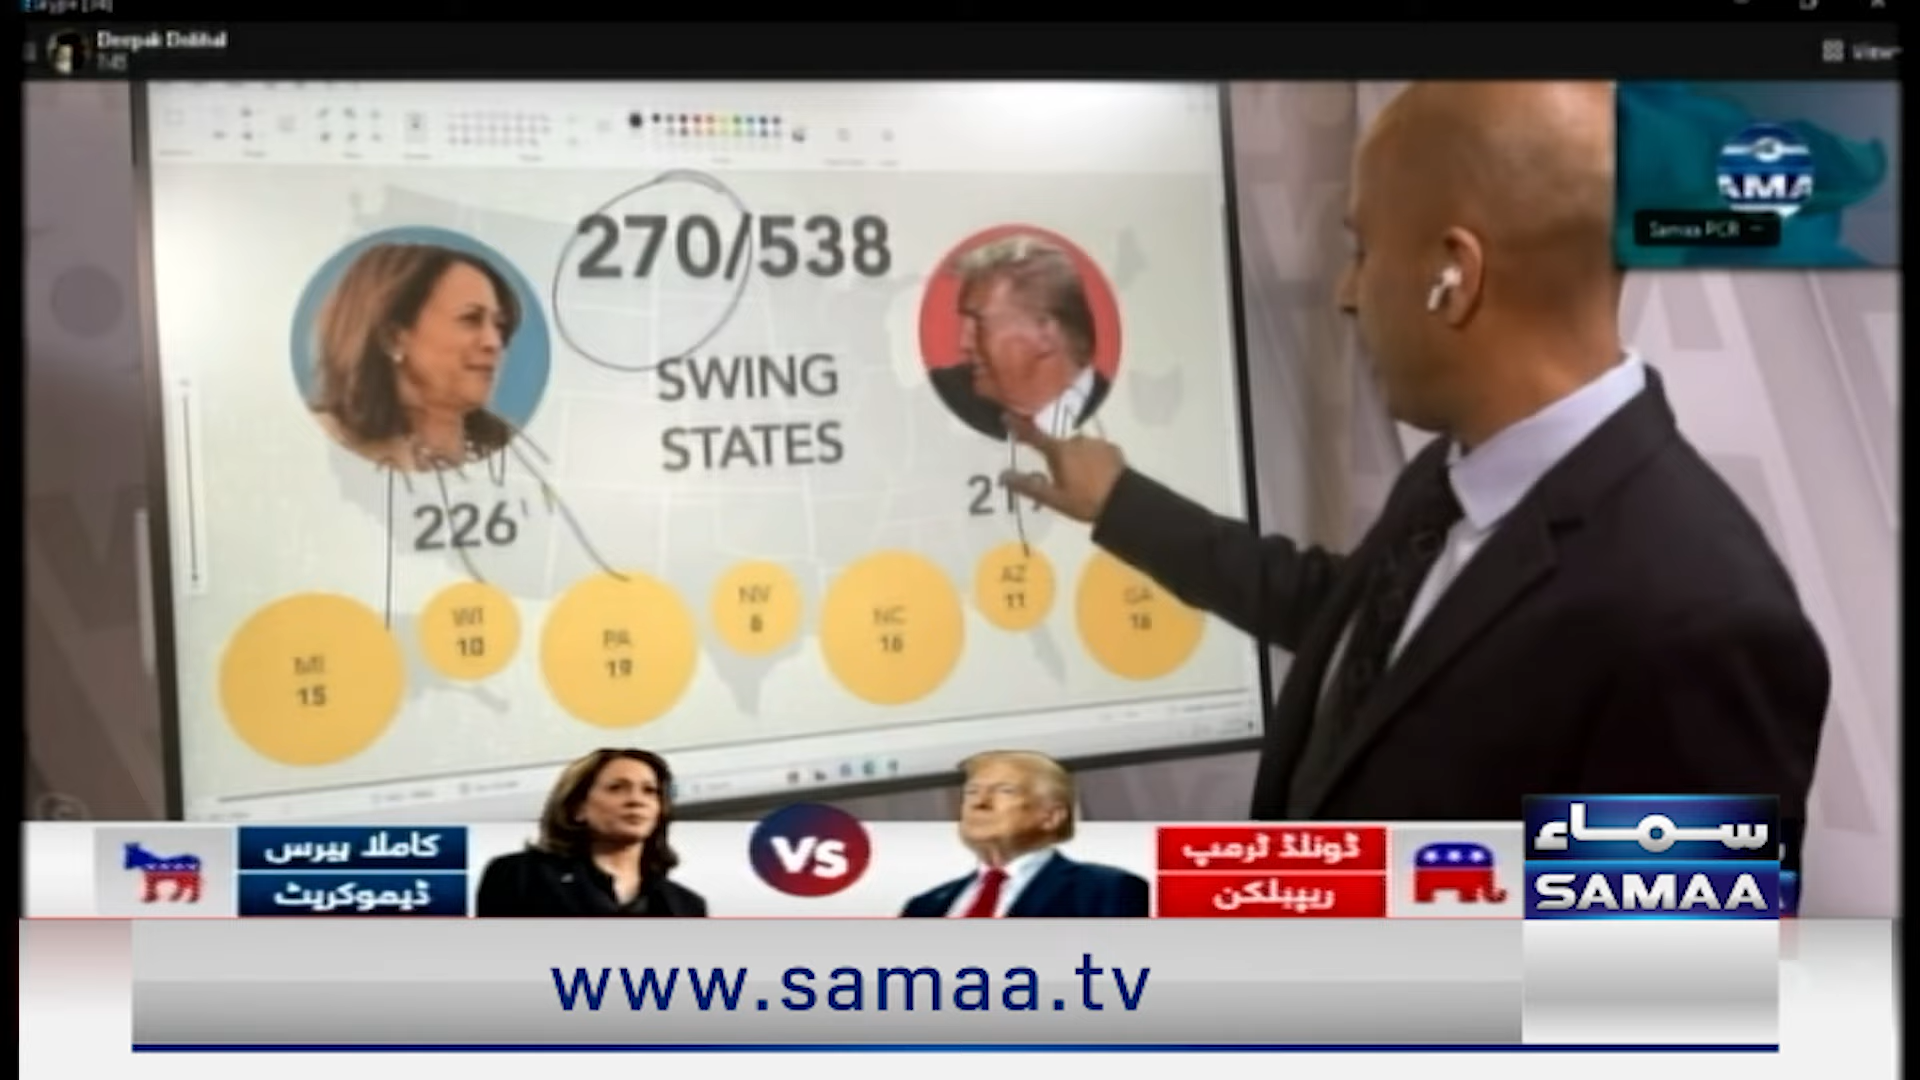 Deepak Dobhal
View
Samaa PCR
270/538
SWING
STATES
226
MI
15
WI
10
PA
19
NV
6
NC
16
AZ
11
GA
16
کاملا ہیرس
ڈیموکریٹ
VS
ڈونلڈ ٹرمپ
ریپبلکن
سماء
SAMAA
www.samaa.tv